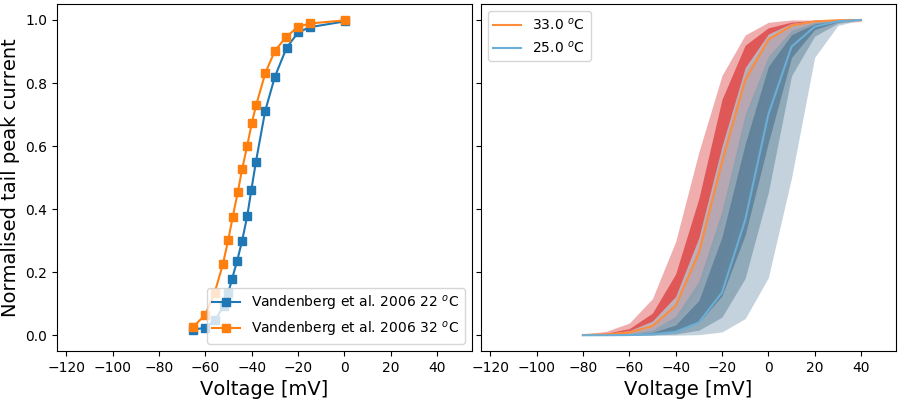 Normalised tail peak current
1.0
0.8
0.6
0.4
0.2
0.0
Vandenberg et al. 2006 22 °C
Vandenberg et al. 2006 32 °C
−120 −100 −80 −60 −40 −20 0 20 40
Voltage [mV]
33.0 °C
25.0 °C
−120 −100 −80 −60 −40 −20 0 20 40
Voltage [mV]